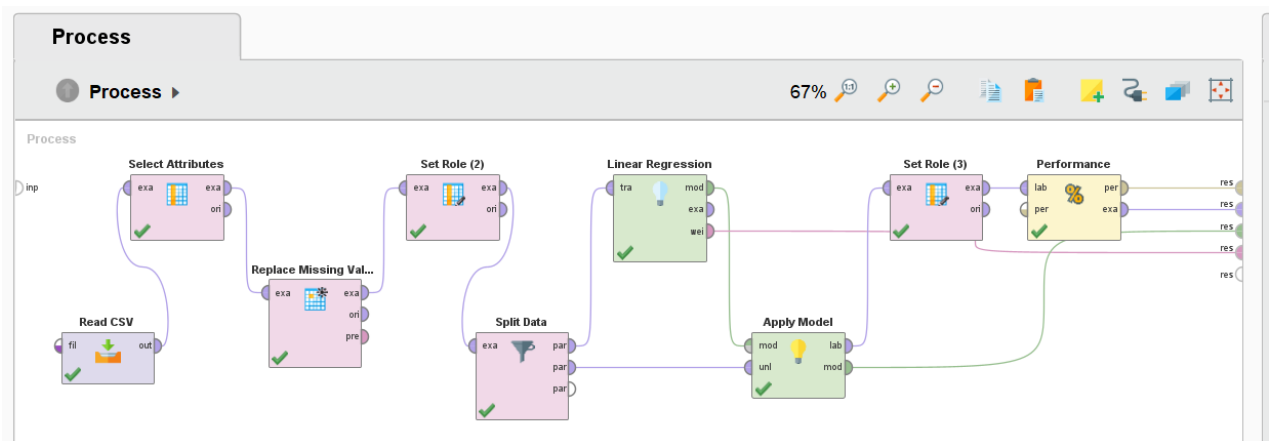 Process
Process
67%
1:1
Process
inp
Select Attributes
exa exa
ori
Set Role (2)
exa exa
ori
Linear Regression
tra mod
exa
wei
Set Role (3)
exa exa
ori
Performance
lab per
per exa
%
res
res
res
res
res
Replace Missing Val...
exa exa
ori
pre
Read CSV
fil out
Split Data
exa par
par
par
Apply Model
mod lab
unl mod